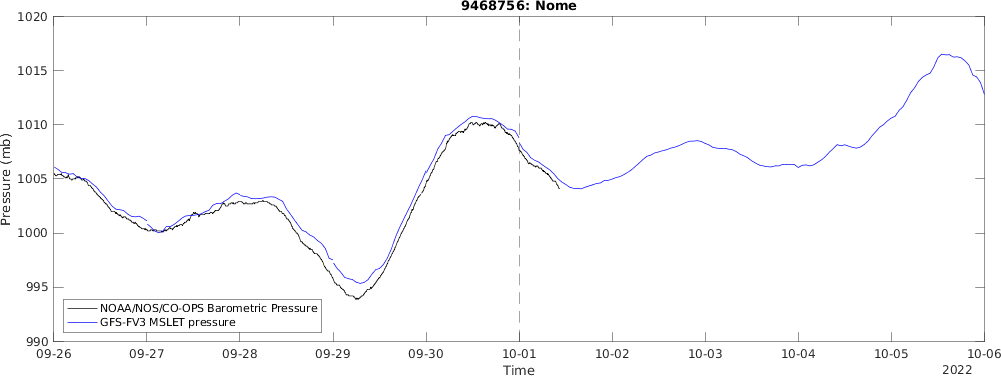 9468756: Nome
1020
1015
1010
1005
1000
995
990
Pressure (mb)
NOAA/NOS/CO-OPS Barometric Pressure
GFS-FV3 MSLET pressure
09-26 09-27 09-28 09-29 09-30 10-01 10-02 10-03 10-04 10-05 10-06
Time
2022